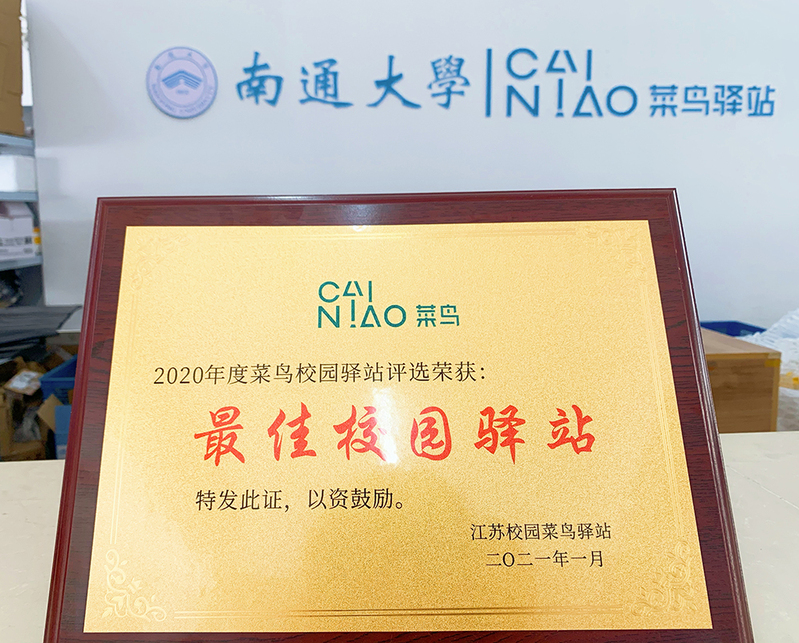 南通大學
CAI
NIAO 菜鸟驿站
CAI
NIAO 菜鸟
2020年度菜鸟校园驿站评选荣获：
最佳校园驿站
特发此证，以资鼓励。
江苏校园菜鸟驿站
二〇二一年一月